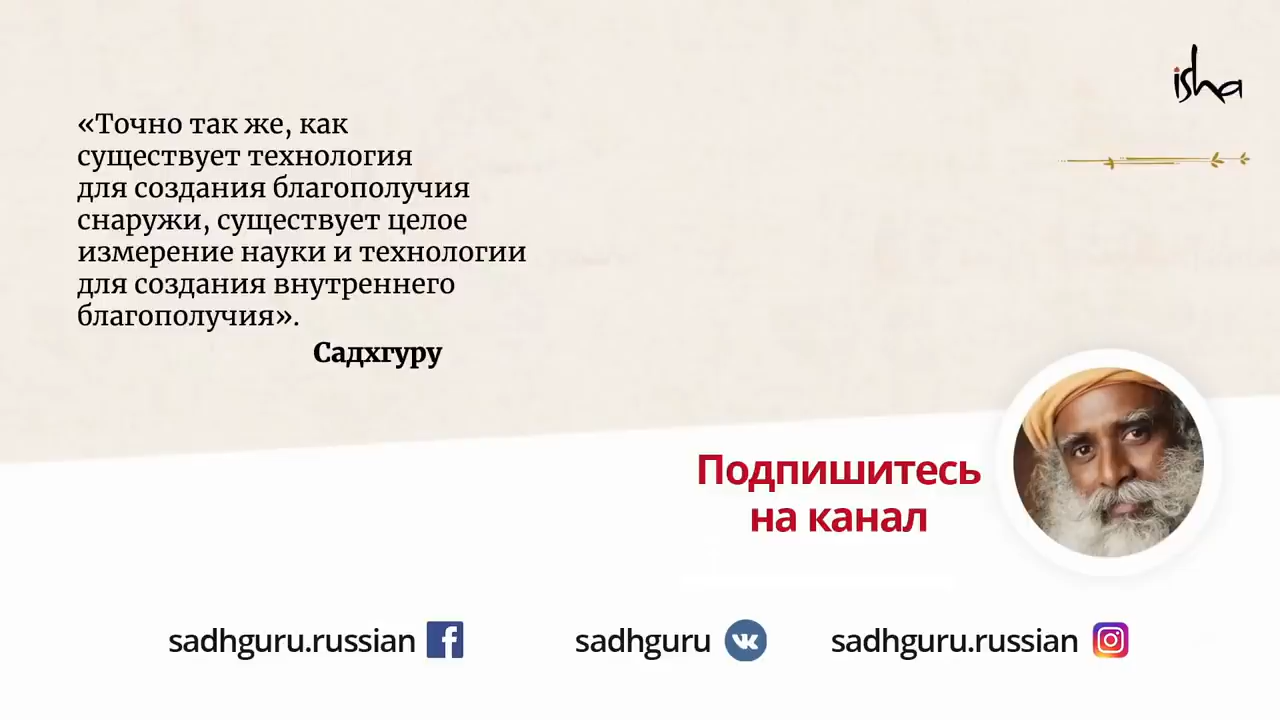 isha
«Точно так же, как
существует технология
для создания благополучия
снаружи, существует целое
измерение науки и технологии
для создания внутреннего
благополучия».
Садхгуру
Подпишитесь
на канал
sadhguru.russian
sadhguru
sadhguru.russian